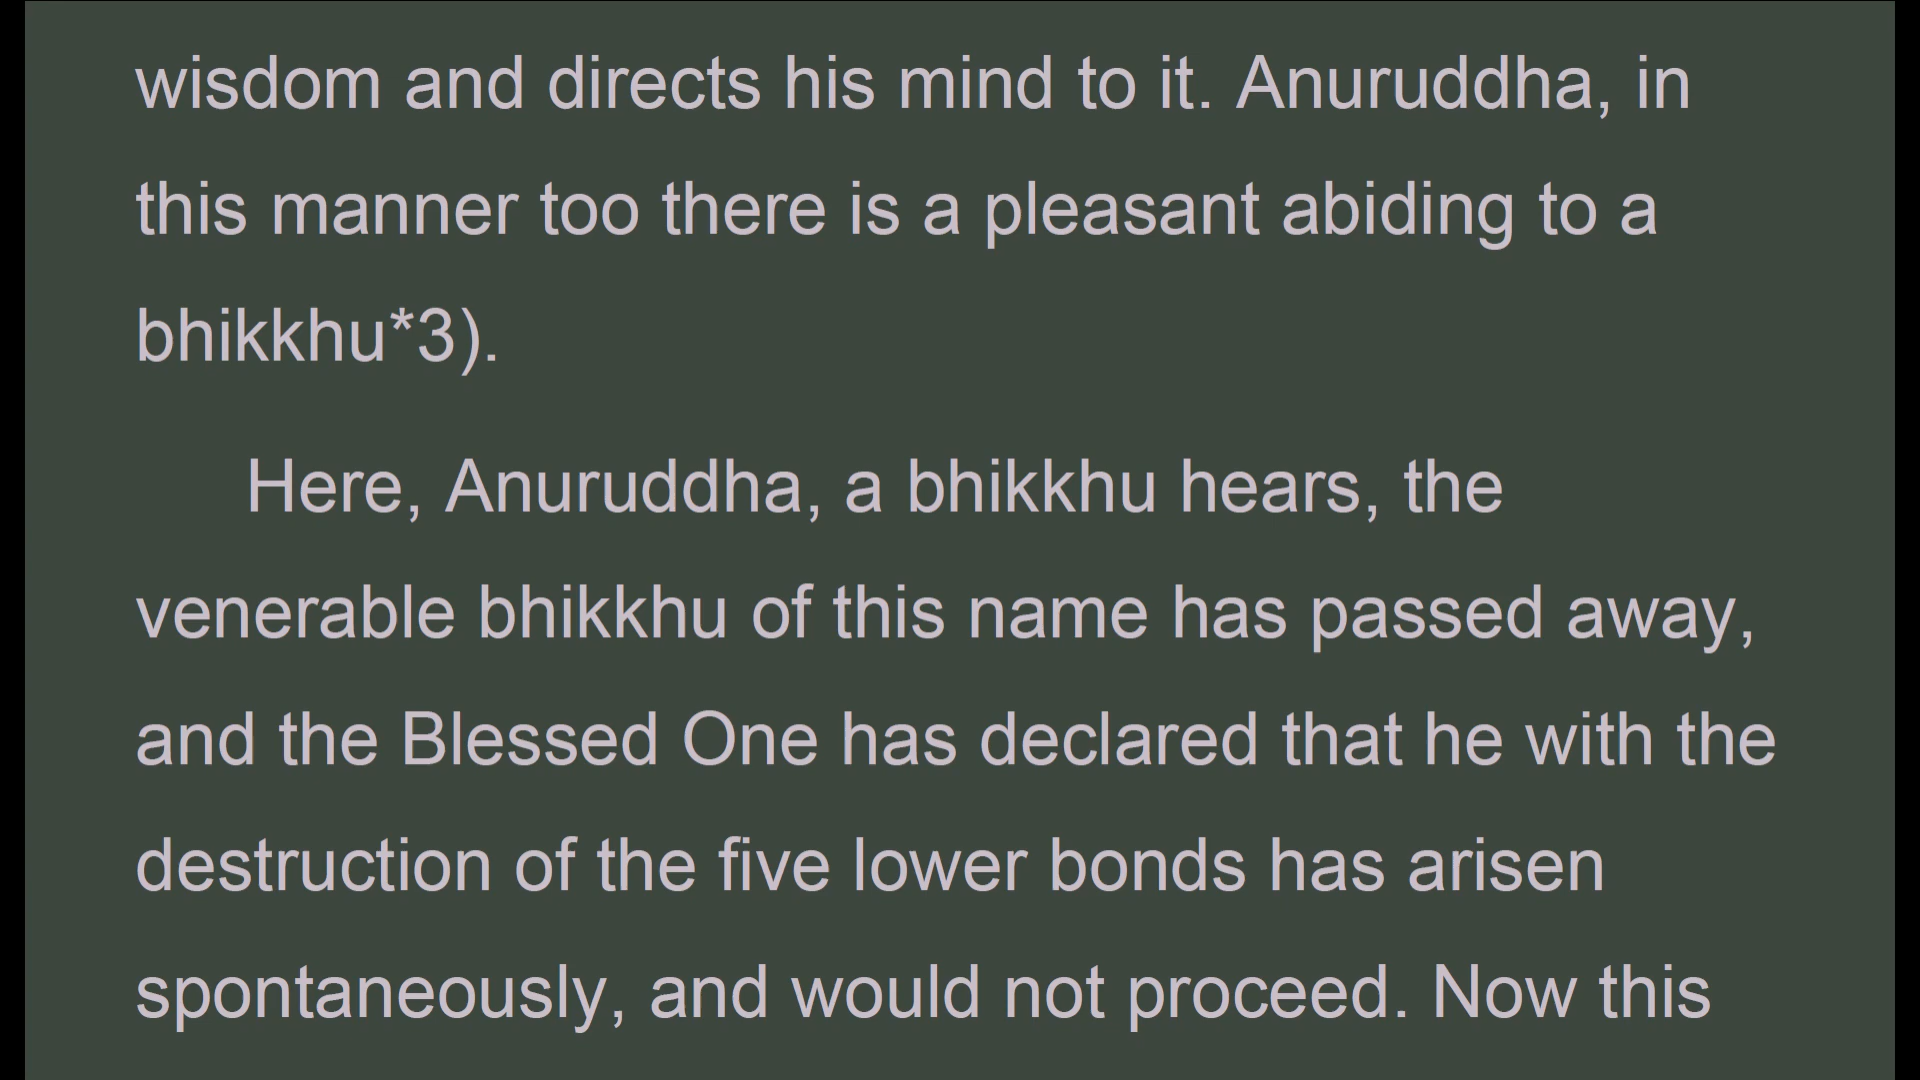 wisdom and directs his mind to it. Anuruddha, in
this manner too there is a pleasant abiding to a
bhikkhu*3).
Here, Anuruddha, a bhikkhu hears, the
venerable bhikkhu of this name has passed away,
and the Blessed One has declared that he with the
destruction of the five lower bonds has arisen
spontaneously, and would not proceed. Now this